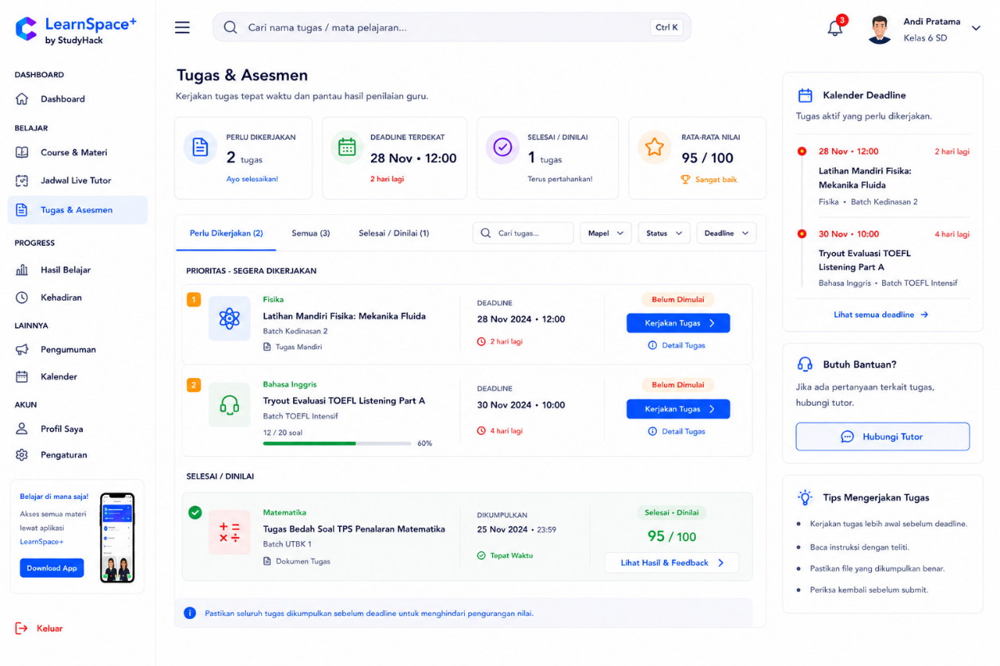 LearnSpace+
by StudyHack
DASHBOARD
Dashboard
BELAJAR
Course & Materi
Jadwal Live Tutor
Tugas & Asesmen
PROGRESS
Hasil Belajar
Kehadiran
LAINNYA
Pengumuman
Kalender
AKUN
Profil Saya
Pengaturan
Belajar di mana saja!
Akses semua materi
lewat aplikasi
LearnSpace+
Download App
Keluar
Cari nama tugas / mata pelajaran...
Ctrl K
3
Andi Pratama
Kelas 6 SD
Tugas & Asesmen
Kerjakan tugas tepat waktu dan pantau hasil penilaian guru.
PERLU DIKERJAKAN
2 tugas
Ayo selesaikan!
DEADLINE TERDEKAT
28 Nov • 12:00
2 hari lagi
SELESAI / DINILAI
1 tugas
Terus pertahankan!
RATA-RATA NILAI
95 / 100
Sangat baik
Perlu Dikerjakan (2)
Semua (3)
Selesai / Dinilai (1)
Cari tugas...
Mapel
Status
Deadline
PRIORITAS - SEGERA DIKERJAKAN
1
Fisika
Latihan Mandiri Fisika: Mekanika Fluida
Batch Kedinasan 2
Tugas Mandiri
DEADLINE
28 Nov 2024 • 12:00
2 hari lagi
Belum Dimulai
Kerjakan Tugas
Detail Tugas
2
Bahasa Inggris
Tryout Evaluasi TOEFL Listening Part A
Batch TOEFL Intensif
12 / 20 soal
60%
DEADLINE
30 Nov 2024 • 10:00
4 hari lagi
Belum Dimulai
Kerjakan Tugas
Detail Tugas
SELESAI / DINILAI
Matematika
Tugas Bedah Soal TPS Penalaran Matematika
Batch UTBK 1
Dokumen Tugas
DIKUMPULKAN
25 Nov 2024 • 23:59
Tepat Waktu
Selesai • Dinilai
95 / 100
Lihat Hasil & Feedback
Pastikan seluruh tugas dikumpulkan sebelum deadline untuk menghindari pengurangan nilai.
Kalender Deadline
Tugas aktif yang perlu dikerjakan.
28 Nov • 12:00
2 hari lagi
Latihan Mandiri Fisika:
Mekanika Fluida
Fisika • Batch Kedinasan 2
30 Nov • 10:00
4 hari lagi
Tryout Evaluasi TOEFL
Listening Part A
Bahasa Inggris • Batch TOEFL Intensif
Lihat semua deadline
Butuh Bantuan?
Jika ada pertanyaan terkait tugas,
hubungi tutor.
Hubungi Tutor
Tips Mengerjakan Tugas
• Kerjakan tugas lebih awal sebelum deadline.
• Baca instruksi dengan teliti.
• Pastikan file yang dikumpulkan benar.
• Periksa kembali sebelum submit.